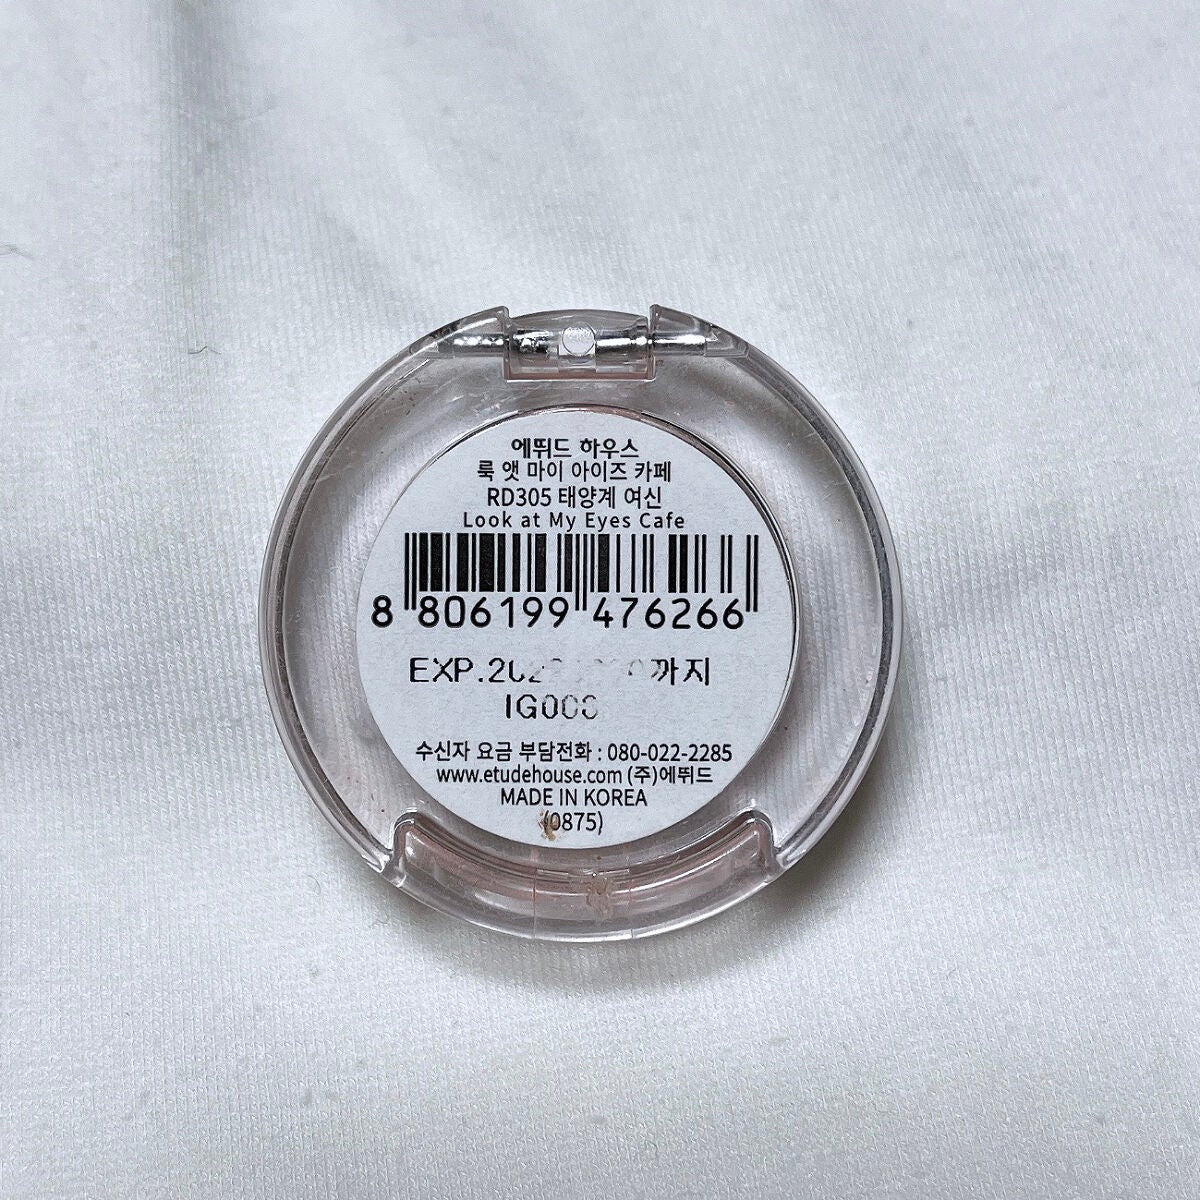 에뛰드 하우스
룩 앳 마이 아이즈 카페
RD305 태양계 여신
Look at My Eyes Cafe
8 806199 476266
EXP. 까지
수신자 요금 부담전화 : 080-022-2285
www.etudehouse.com (주)에뛰드
MADE IN KOREA
(0875)